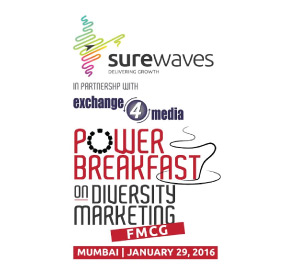 surewaves
DELIVERING GROWTH
IN PARTNERSHIP WITH
exchange4media
POWER
BREAKFAST
ON DIVERSITY
MARKETING
FMCG
MUMBAI | JANUARY 29, 2016